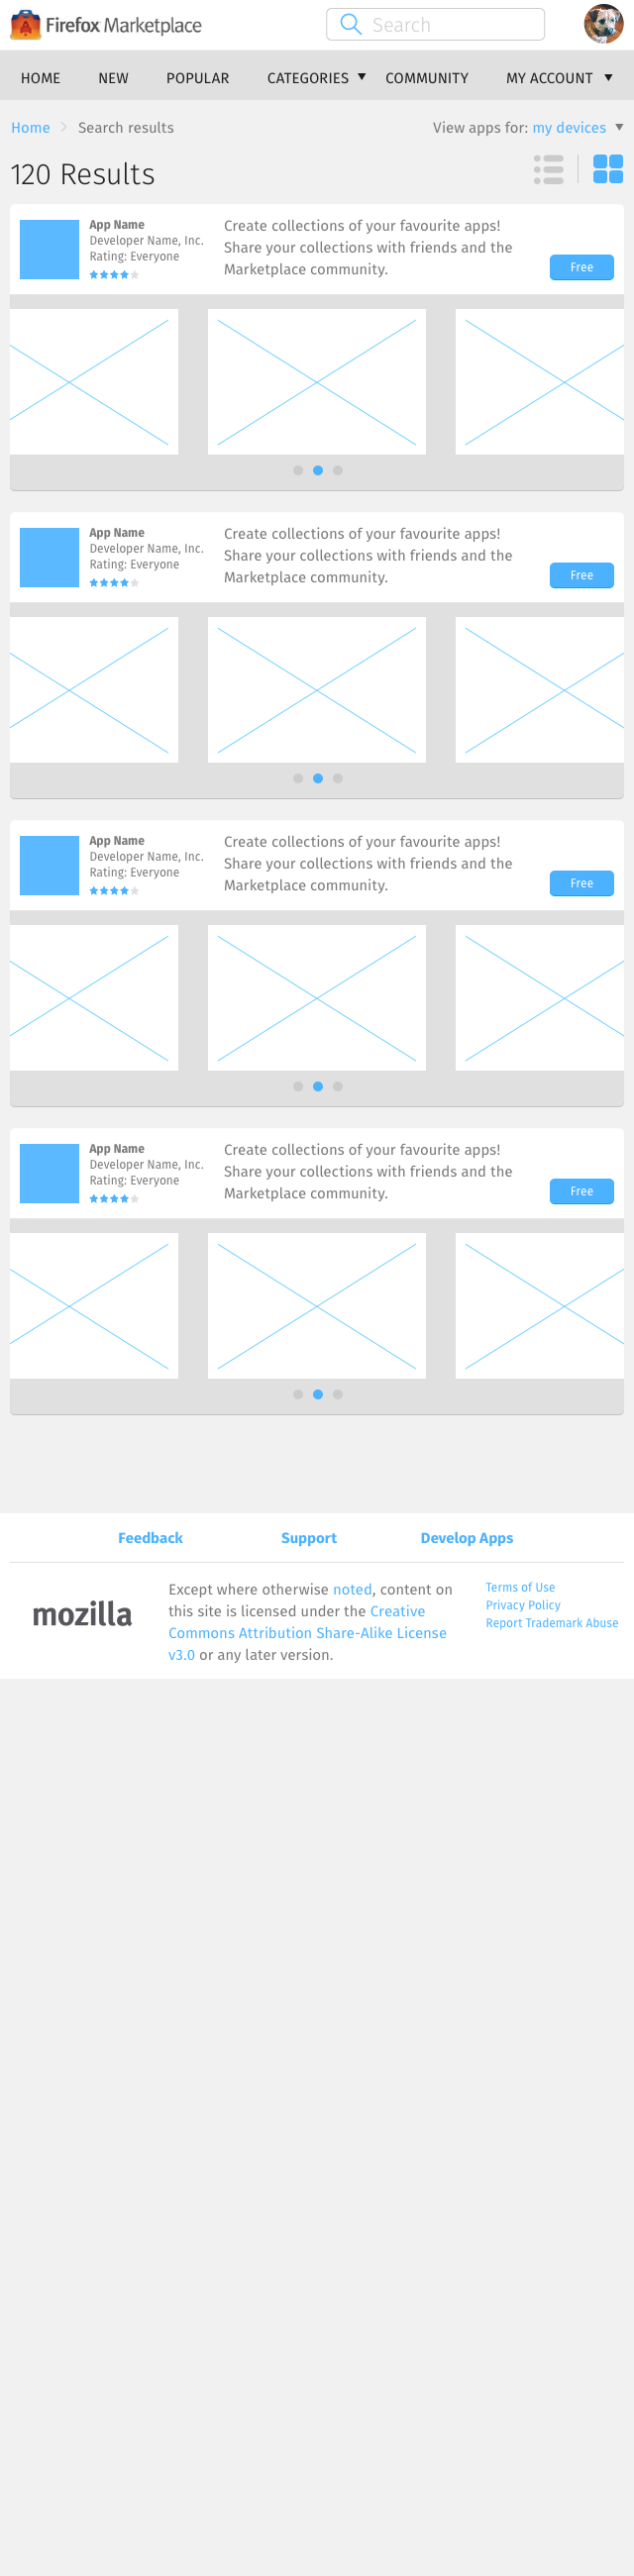 Firefox Marketplace
Search
HOME NEW POPULAR CATEGORIES COMMUNITY MY ACCOUNT
Home Search results View apps for: my devices
120 Results
App Name
Developer Name, Inc.
Rating: Everyone
Create collections of your favourite apps!
Share your collections with friends and the
Marketplace community.
Free
App Name
Developer Name, Inc.
Rating: Everyone
Create collections of your favourite apps!
Share your collections with friends and the
Marketplace community.
Free
App Name
Developer Name, Inc.
Rating: Everyone
Create collections of your favourite apps!
Share your collections with friends and the
Marketplace community.
Free
App Name
Developer Name, Inc.
Rating: Everyone
Create collections of your favourite apps!
Share your collections with friends and the
Marketplace community.
Free
Feedback Support Develop Apps
mozilla
Except where otherwise noted, content on
this site is licensed under the Creative
Commons Attribution Share-Alike License
v3.0 or any later version.
Terms of Use
Privacy Policy
Report Trademark Abuse